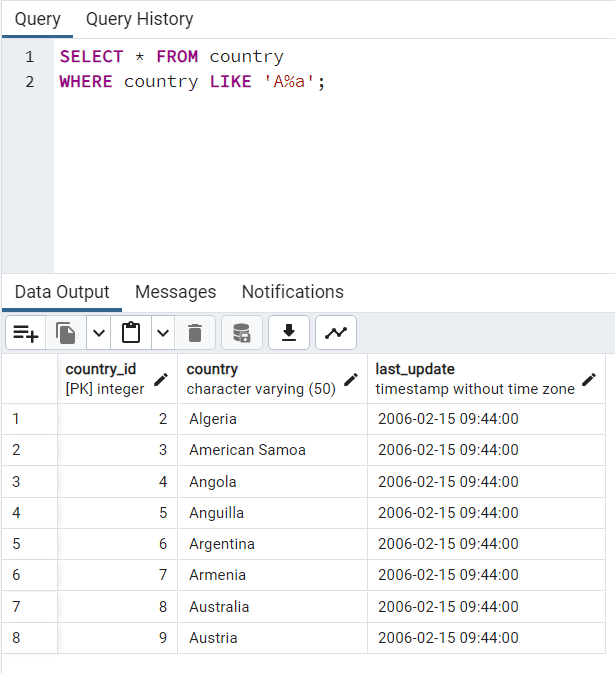 Query Query History
1 SELECT * FROM country
2 WHERE country LIKE 'A%a';
Data Output Messages Notifications
country_id country last_update
[PK] integer character varying (50) timestamp without time zone
1 2 Algeria 2006-02-15 09:44:00
2 3 American Samoa 2006-02-15 09:44:00
3 4 Angola 2006-02-15 09:44:00
4 5 Anguilla 2006-02-15 09:44:00
5 6 Argentina 2006-02-15 09:44:00
6 7 Armenia 2006-02-15 09:44:00
7 8 Australia 2006-02-15 09:44:00
8 9 Austria 2006-02-15 09:44:00